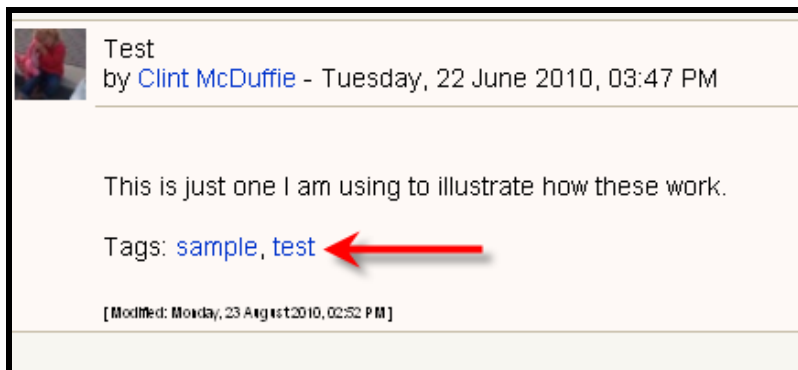 Test
by Clint McDuffie - Tuesday, 22 June 2010, 03:47 PM
This is just one I am using to illustrate how these work.
Tags: sample, test
[Modified: Monday, 23 August 2010, 02:52 PM]